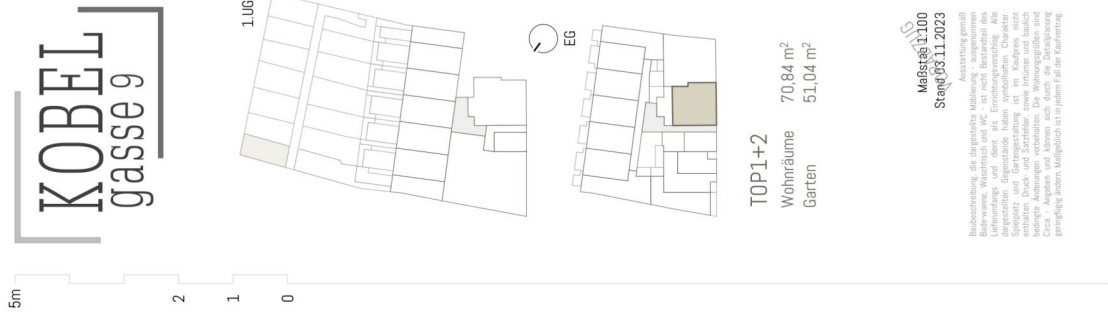 KOBEL
gasse 9
1.UG
EG
TOP1+2
Wohnräume 70,84 m²
Garten 51,04 m²
Maßstab 1:100
Stand 03.11.2023
Ausstattung gemäß
Baubeschreibung, die dargestellte Möblierung - ausgenommen
Bade-wanne, Waschtisch und WC - ist nicht Bestandteil des
Lieferumfangs und dient als Einrichtungsvorschlag. Alle
dargestellten Gegenstände haben symbolhaften Charakter.
Spielplatz und Gartengestaltung ist im Kaufpreis nicht
enthalten. Druck- und Satzfehler, sowie Irrtümer und baulich
bedingte Änderungen vorbehalten. Die Wohnungsgrößen sind
Circa - Angaben und können sich durch die Detailplanung
geringfügig ändern. Maßgeblich ist in jedem Fall der Kaufvertrag.
5m
2
1
0